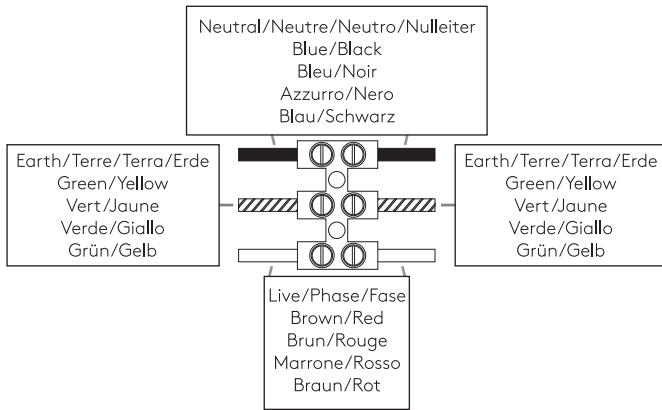 Neutral/Neutre/Neutro/Nulleiter
Blue/Black
Bleu/Noir
Azzurro/Nero
Blau/Schwarz
Earth/Terre/Terra/Erde
Green/Yellow
Vert/Jaune
Verde/Giallo
Grün/Gelb
Earth/Terre/Terra/Erde
Green/Yellow
Vert/Jaune
Verde/Giallo
Grün/Gelb
Live/Phase/Fase
Brown/Red
Brun/Rouge
Marrone/Rosso
Braun/Rot